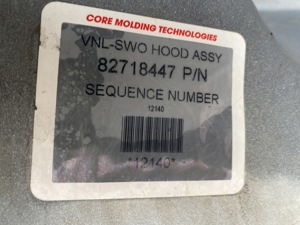 CORE MOLDING TECHNOLOGIES
VNL-SWO HOOD ASSY
82718447 P/N
SEQUENCE NUMBER
12140
*12140*